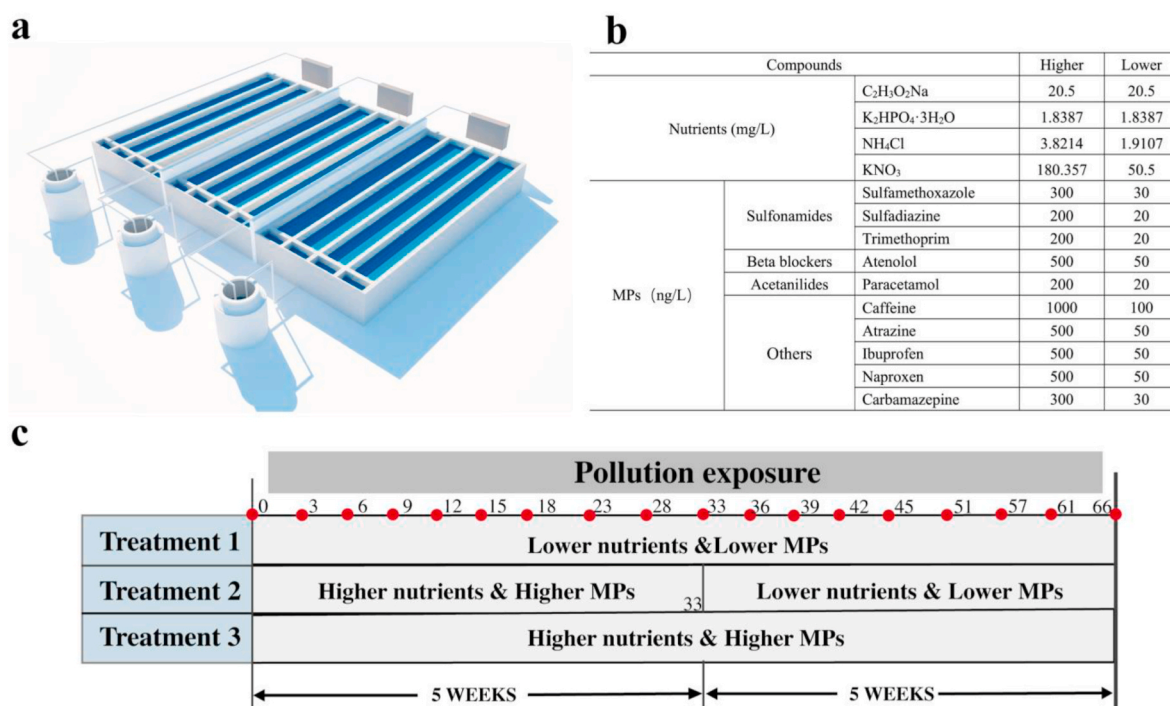 a
b
Compounds Higher Lower
Nutrients (mg/L) C₂H₃O₂Na 20.5 20.5
K₂HPO₄·3H₂O 1.8387 1.8387
NH₄Cl 3.8214 1.9107
KNO₃ 180.357 50.5
MPs (ng/L) Sulfonamides Sulfamethoxazole 300 30
Sulfadiazine 200 20
Trimethoprim 200 20
Beta blockers Atenolol 500 50
Acetanilides Paracetamol 200 20
Others Caffeine 1000 100
Atrazine 500 50
Ibuprofen 500 50
Naproxen 500 50
Carbamazepine 300 30
c
Pollution exposure
0 3 6 9 12 15 18 23 28 33 36 39 42 45 51 57 61 66
Treatment 1 Lower nutrients &Lower MPs
Treatment 2 Higher nutrients & Higher MPs 33 Lower nutrients & Lower MPs
Treatment 3 Higher nutrients & Higher MPs
5 WEEKS 5 WEEKS